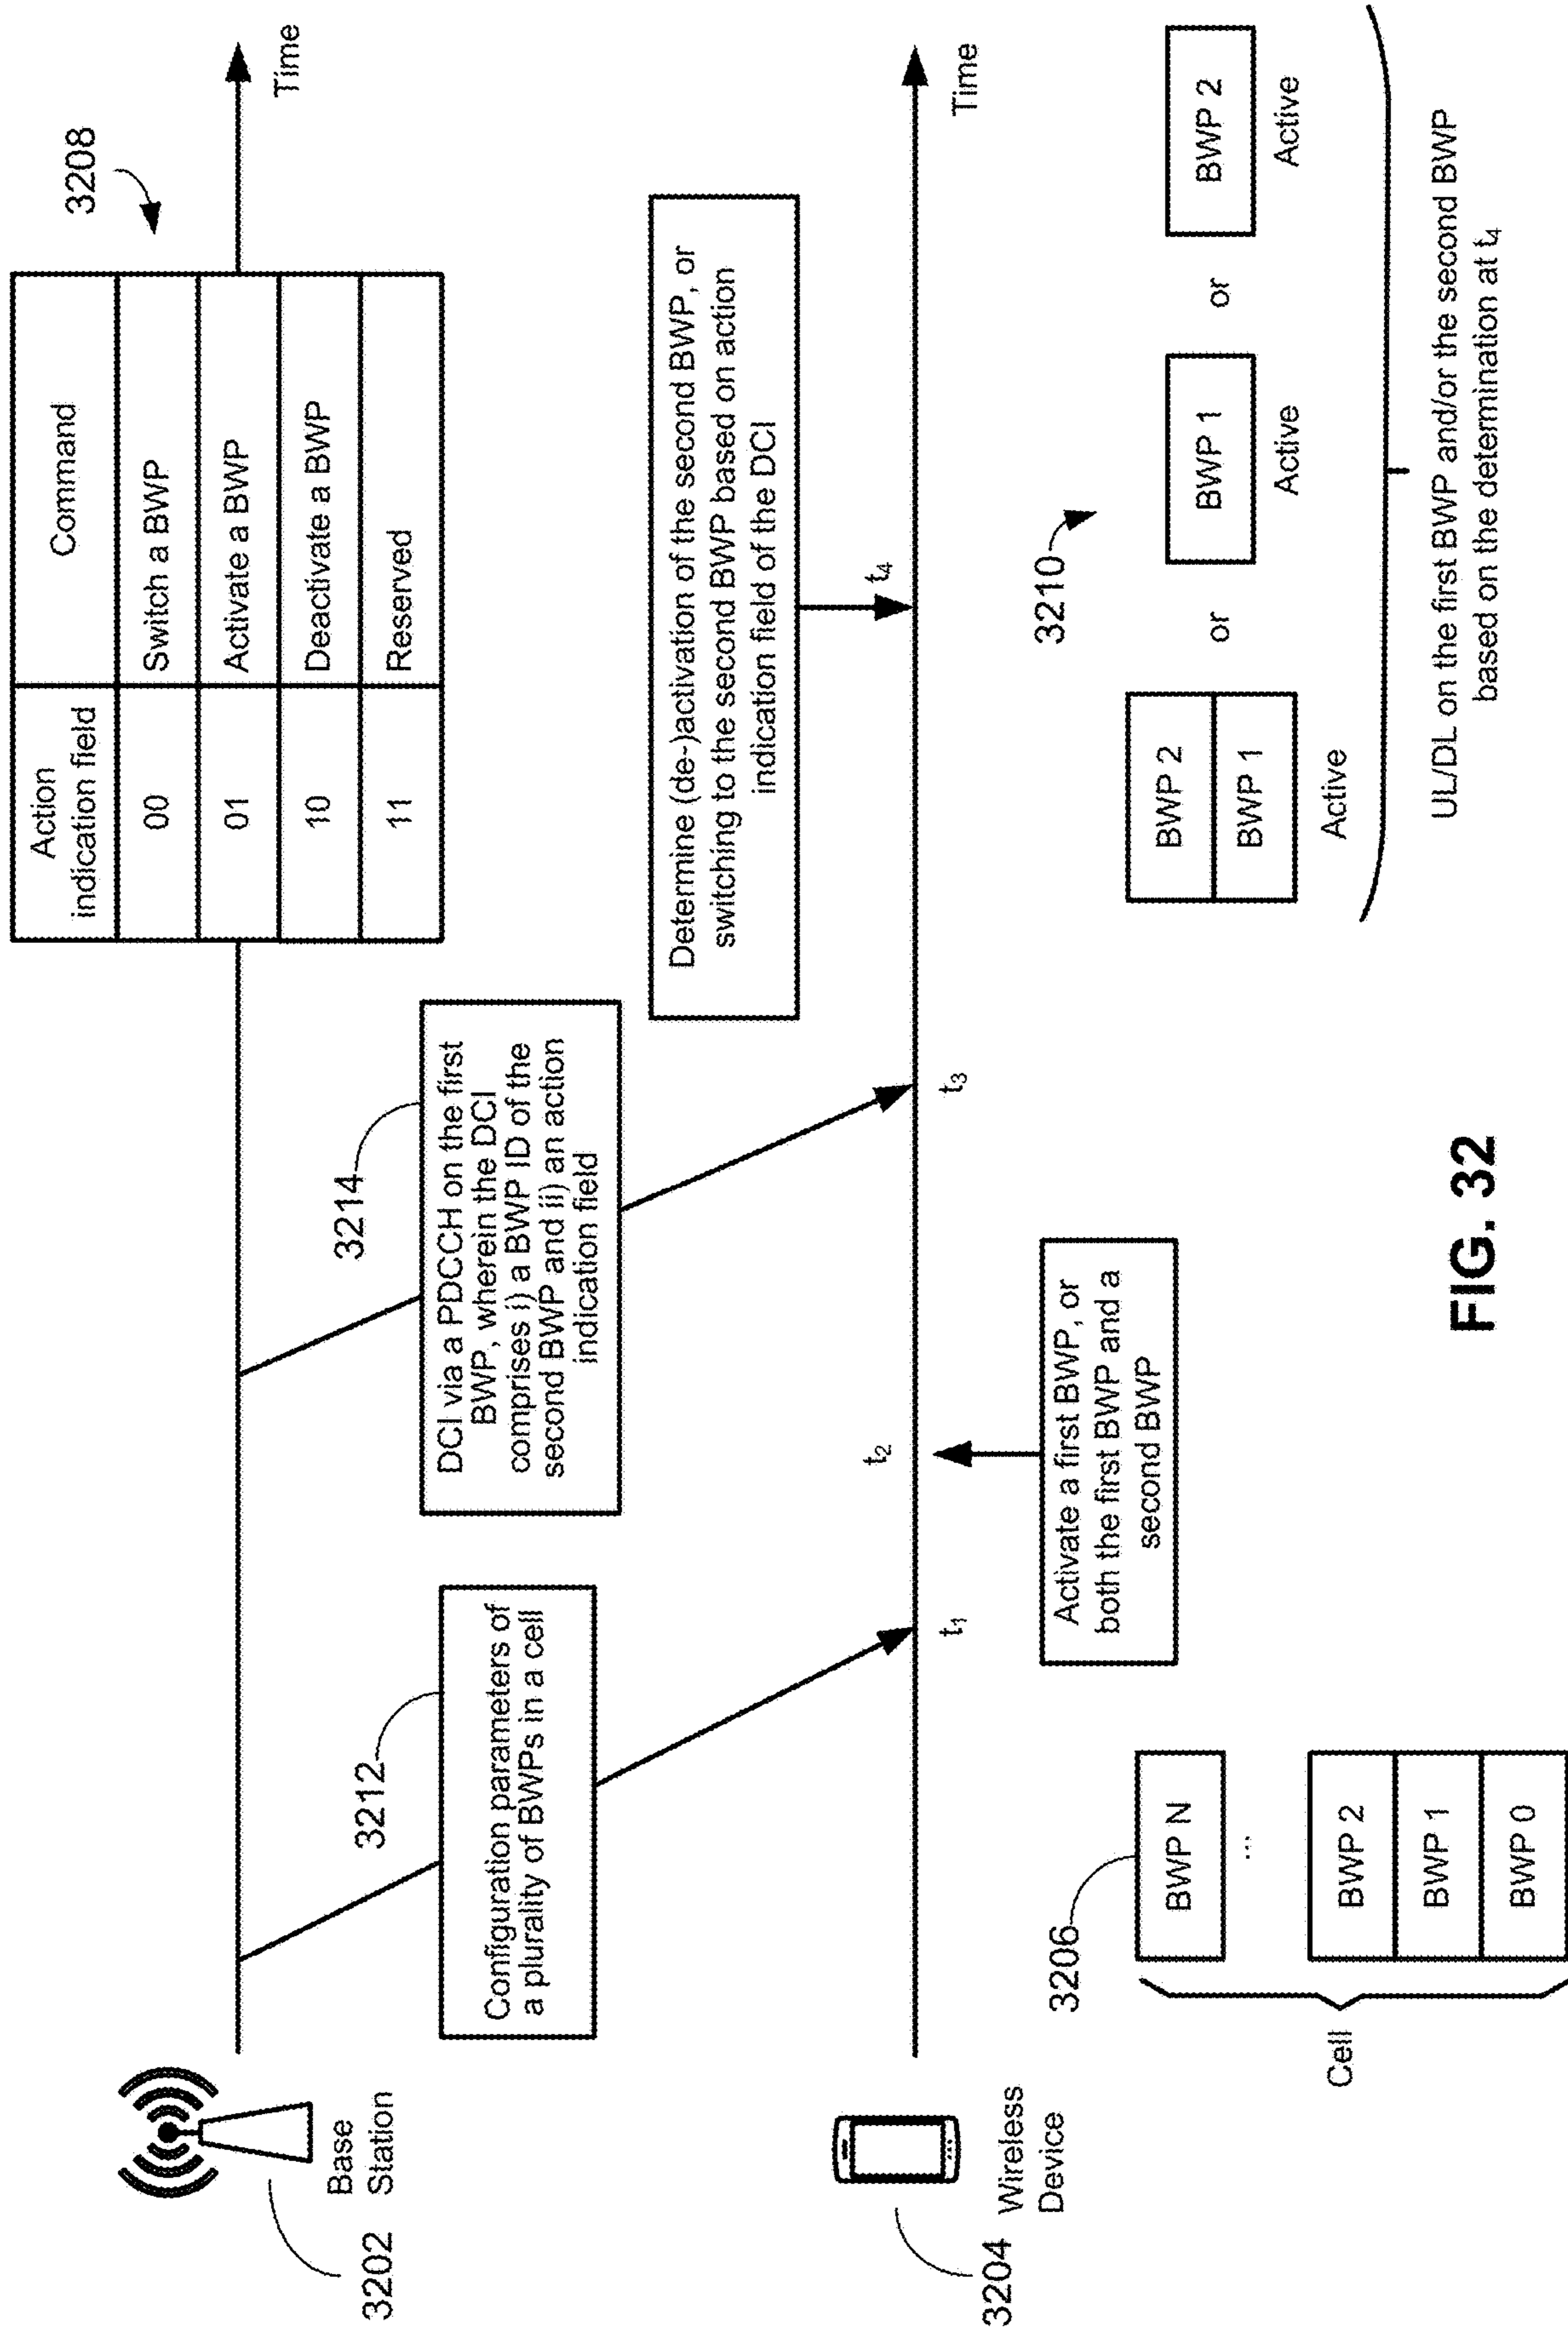 3202
Base
Station
3212
Configuration parameters of
a plurality of BWPs in a cell
3214
DCI via a PDCCH on the first
BWP, wherein the DCI
comprises i) a BWP ID of the
second BWP and ii) an action
indication field
Action
indication field
Command
00
Switch a BWP
01
Activate a BWP
10
Deactivate a BWP
11
Reserved
3208
Time
Determine (de-)activation of the second BWP, or
switching to the second BWP based on action
indication field of the DCI
3204
Wireless
Device
t1
t2
t3
t4
Time
Activate a first BWP, or
both the first BWP and a
second BWP
3206
Cell
BWP N
...
BWP 2
BWP 1
BWP 0
3210
BWP 2
BWP 1
Active
or
BWP 1
Active
or
BWP 2
Active
UL/DL on the first BWP and/or the second BWP
based on the determination at t4
FIG. 32